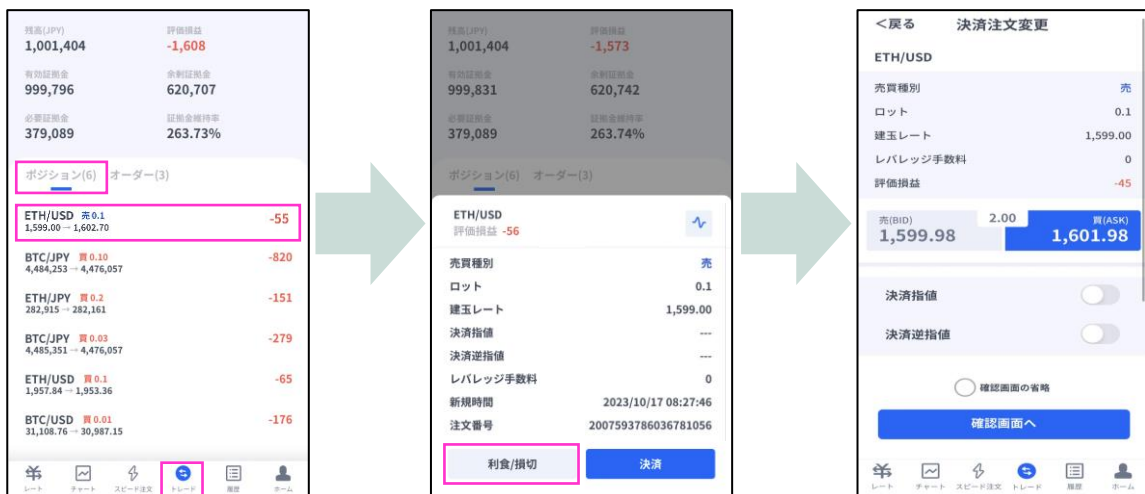 残高(JPY) 評価損益
1,001,404 -1,608
有効証拠金 余剰証拠金
999,796 620,707
必要証拠金 証拠金維持率
379,089 263.73%
ポジション(6) オーダー(3)
ETH/USD 売 0.1 -55
1,599.00 → 1,602.70
BTC/JPY 買 0.10 -820
4,484,253 → 4,476,057
ETH/JPY 買 0.2 -151
282,915 → 282,161
BTC/JPY 買 0.03 -279
4,485,351 → 4,476,057
ETH/USD 買 0.1 -65
1,957.84 → 1,953.36
BTC/USD 買 0.01 -176
31,108.76 → 30,987.15
レート チャート スピード注文 トレード 履歴 ホーム
残高(JPY) 評価損益
1,001,404 -1,573
有効証拠金 余剰証拠金
999,831 620,742
必要証拠金 証拠金維持率
379,089 263.74%
ポジション(6) オーダー(3)
ETH/USD
評価損益 -56
売買種別 売
ロット 0.1
建玉レート 1,599.00
決済指値 ---
決済逆指値 ---
レバレッジ手数料 0
新規時間 2023/10/17 08:27:46
注文番号 2007593786036781056
利食/損切 決済
<戻る 決済注文変更
ETH/USD
売買種別 売
ロット 0.1
建玉レート 1,599.00
レバレッジ手数料 0
評価損益 -45
売(BID) 2.00 買(ASK)
1,599.98 1,601.98
決済指値
決済逆指値
確認画面の省略
確認画面へ
レート チャート スピード注文 トレード 履歴 ホーム